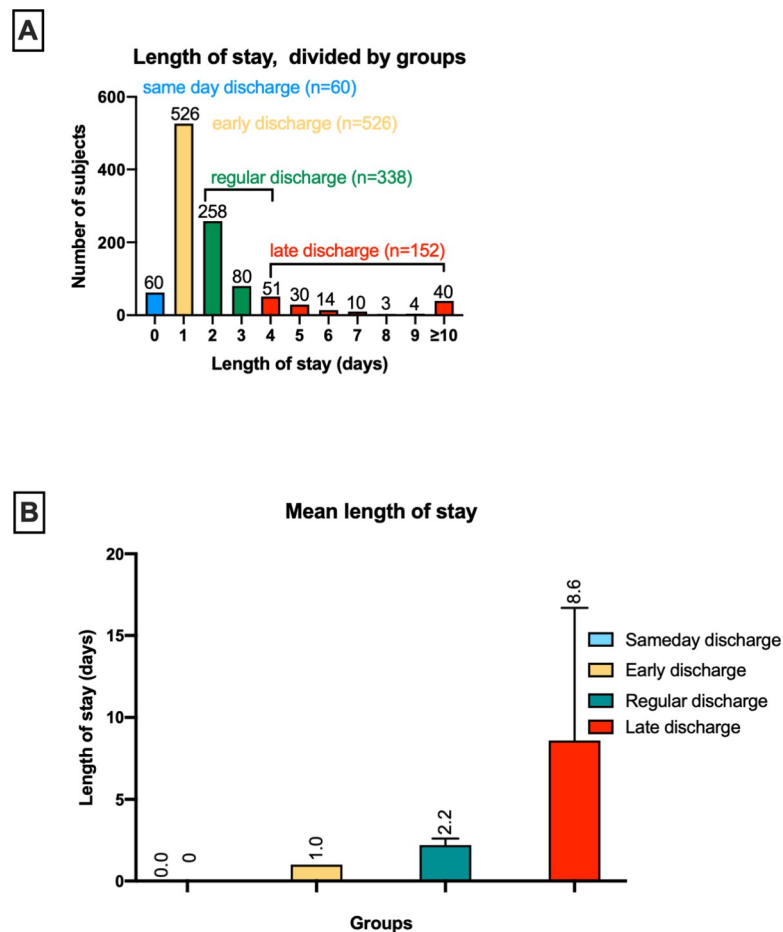 A
Length of stay, divided by groups
same day discharge (n=60)
early discharge (n=526)
regular discharge (n=338)
late discharge (n=152)
Number of subjects
600
400
200
0
60 526 258 80 51 30 14 10 3 4 40
0 1 2 3 4 5 6 7 8 9 ≥10
Length of stay (days)
B
Mean length of stay
Length of stay (days)
20
15
10
5
0
0.0 0 1.0 2.2 8.6
Sameday discharge
Early discharge
Regular discharge
Late discharge
Groups